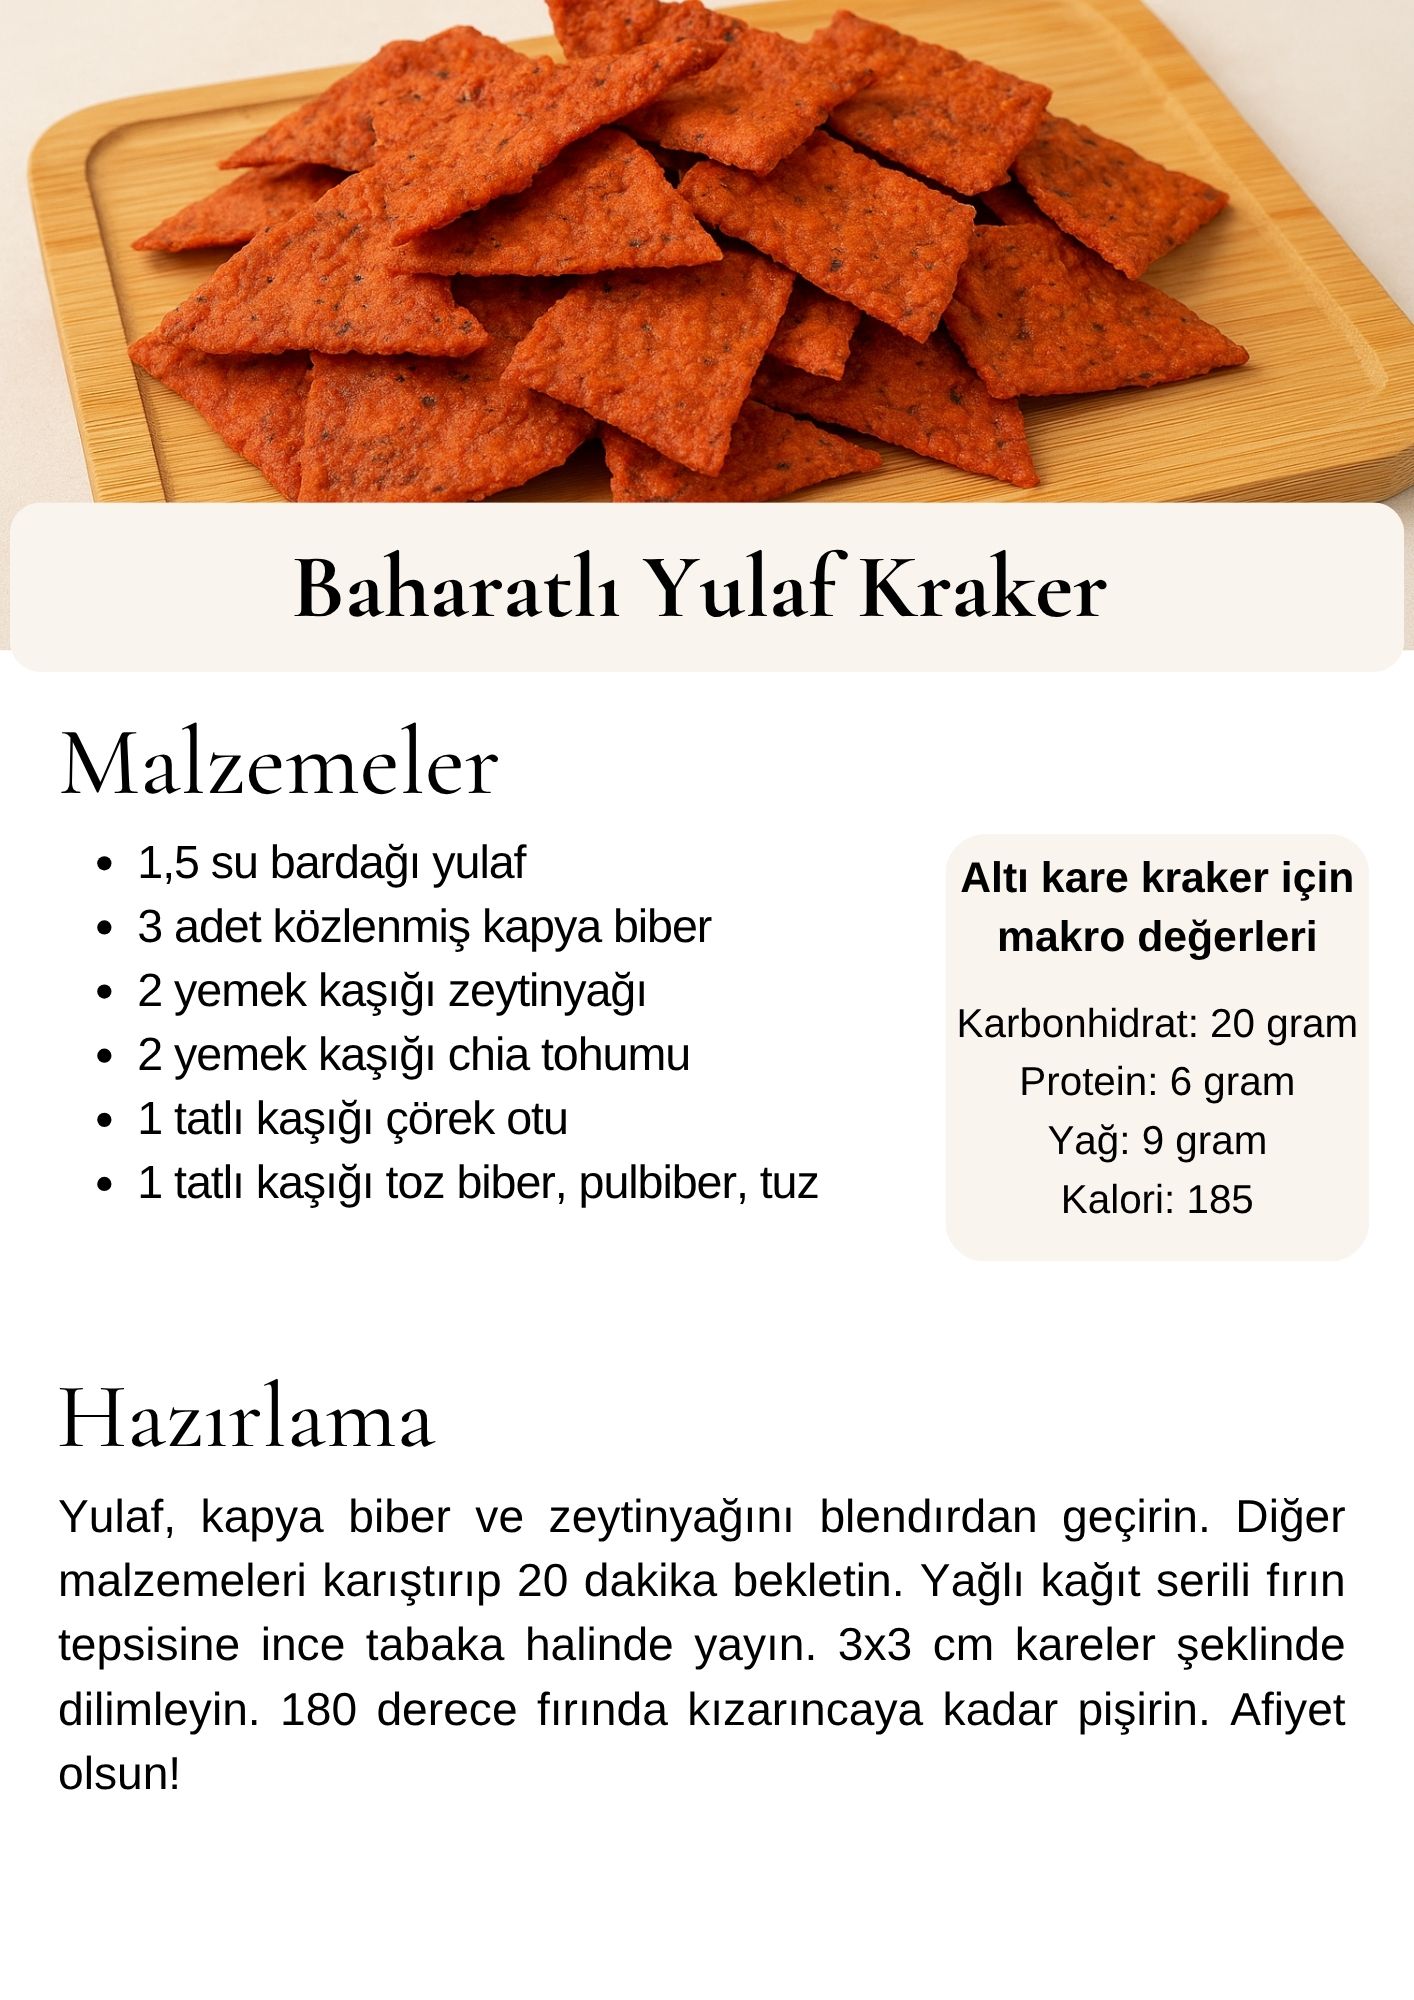 Baharatlı Yulaf Kraker
Malzemeler
• 1,5 su bardağı yulaf
• 3 adet közlenmiş kapya biber
• 2 yemek kaşığı zeytinyağı
• 2 yemek kaşığı chia tohumu
• 1 tatlı kaşığı çörek otu
• 1 tatlı kaşığı toz biber, pulbiber, tuz
Altı kare kraker için
makro değerleri
Karbonhidrat: 20 gram
Protein: 6 gram
Yağ: 9 gram
Kalori: 185
Hazırlama
Yulaf, kapya biber ve zeytinyağını blendırdan geçirin. Diğer
malzemeleri karıştırıp 20 dakika bekletin. Yağlı kağıt serili fırın
tepsisine ince tabaka halinde yayın. 3x3 cm kareler şeklinde
dilimleyin. 180 derece fırında kızarıncaya kadar pişirin. Afiyet
olsun!